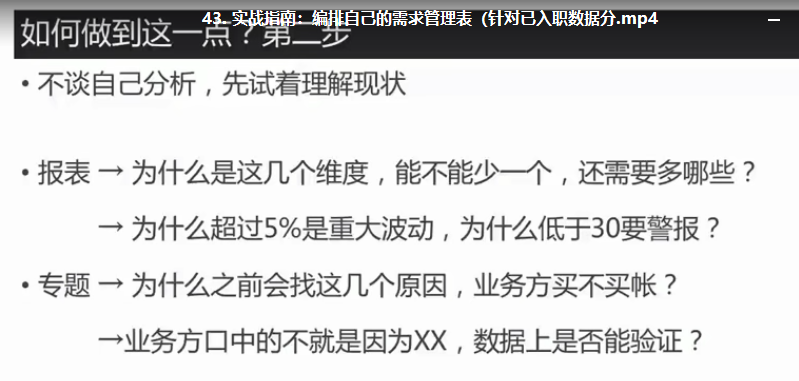 43. 实战指南：编排自己的需求管理表（针对已入职数据分.mp4
如何做到这一点？第二步
• 不谈自己分析，先试着理解现状
• 报表 → 为什么是这几个维度，能不能少一个，还需要多哪些？
→ 为什么超过5%是重大波动，为什么低于30要警报？
• 专题 → 为什么之前会找这几个原因，业务方买不买帐？
→业务方口中的不就是因为XX，数据上是否能验证？